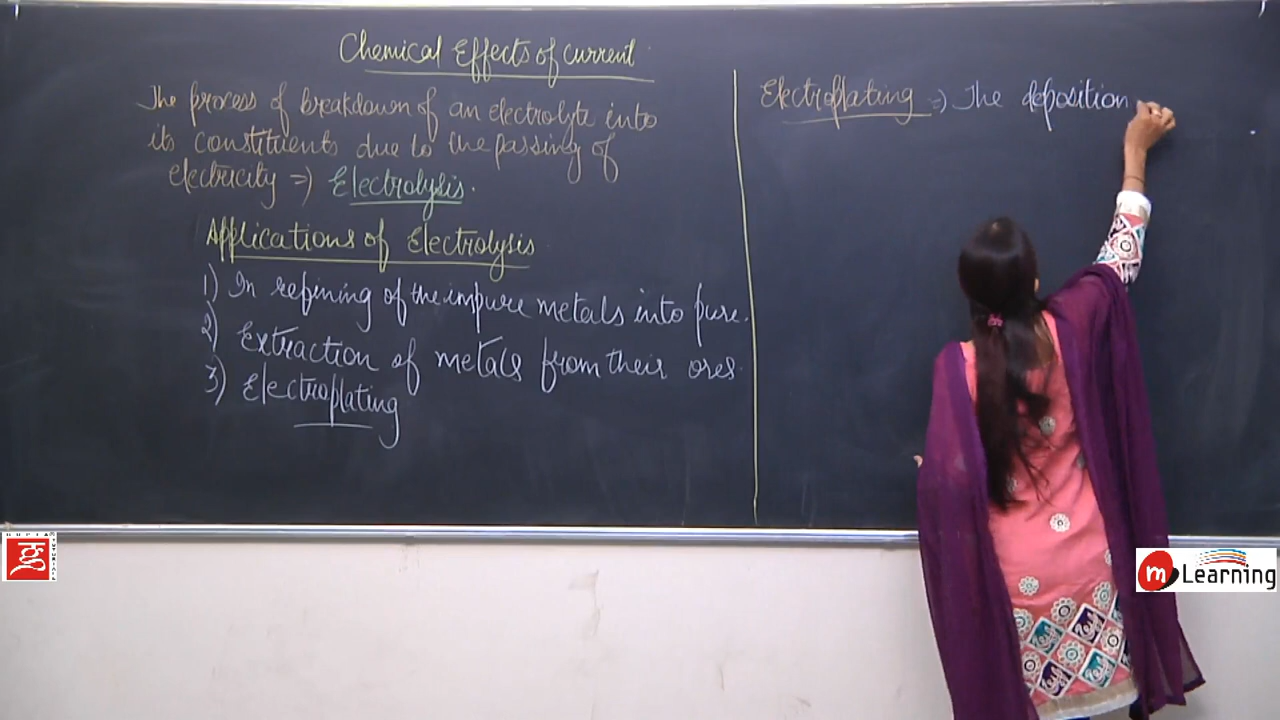 Chemical Effects of current
The process of breakdown of an electrolyte into
its constituents due to the passing of
electricity => Electrolysis.
Applications of Electrolysis
1) In refining of the impure metals into pure.
2) Extraction of metals from their ores.
3) Electroplating
Electroplating => The deposition
GUPTA
TUTORIALS
m Learning